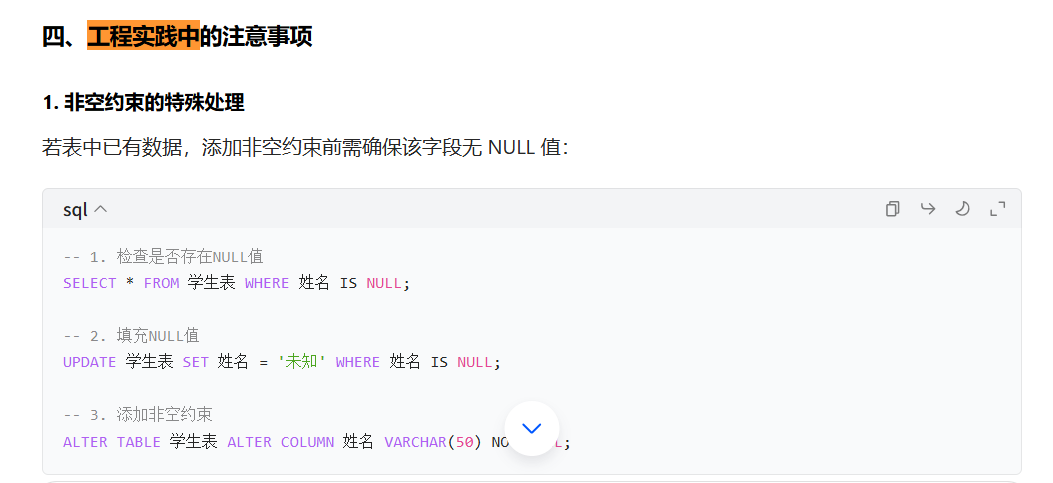 四、工程实践中的注意事项
1. 非空约束的特殊处理
若表中已有数据，添加非空约束前需确保该字段无 NULL 值：
sql
-- 1. 检查是否存在NULL值
SELECT * FROM 学生表 WHERE 姓名 IS NULL;
-- 2. 填充NULL值
UPDATE 学生表 SET 姓名 = '未知' WHERE 姓名 IS NULL;
-- 3. 添加非空约束
ALTER TABLE 学生表 ALTER COLUMN 姓名 VARCHAR(50)